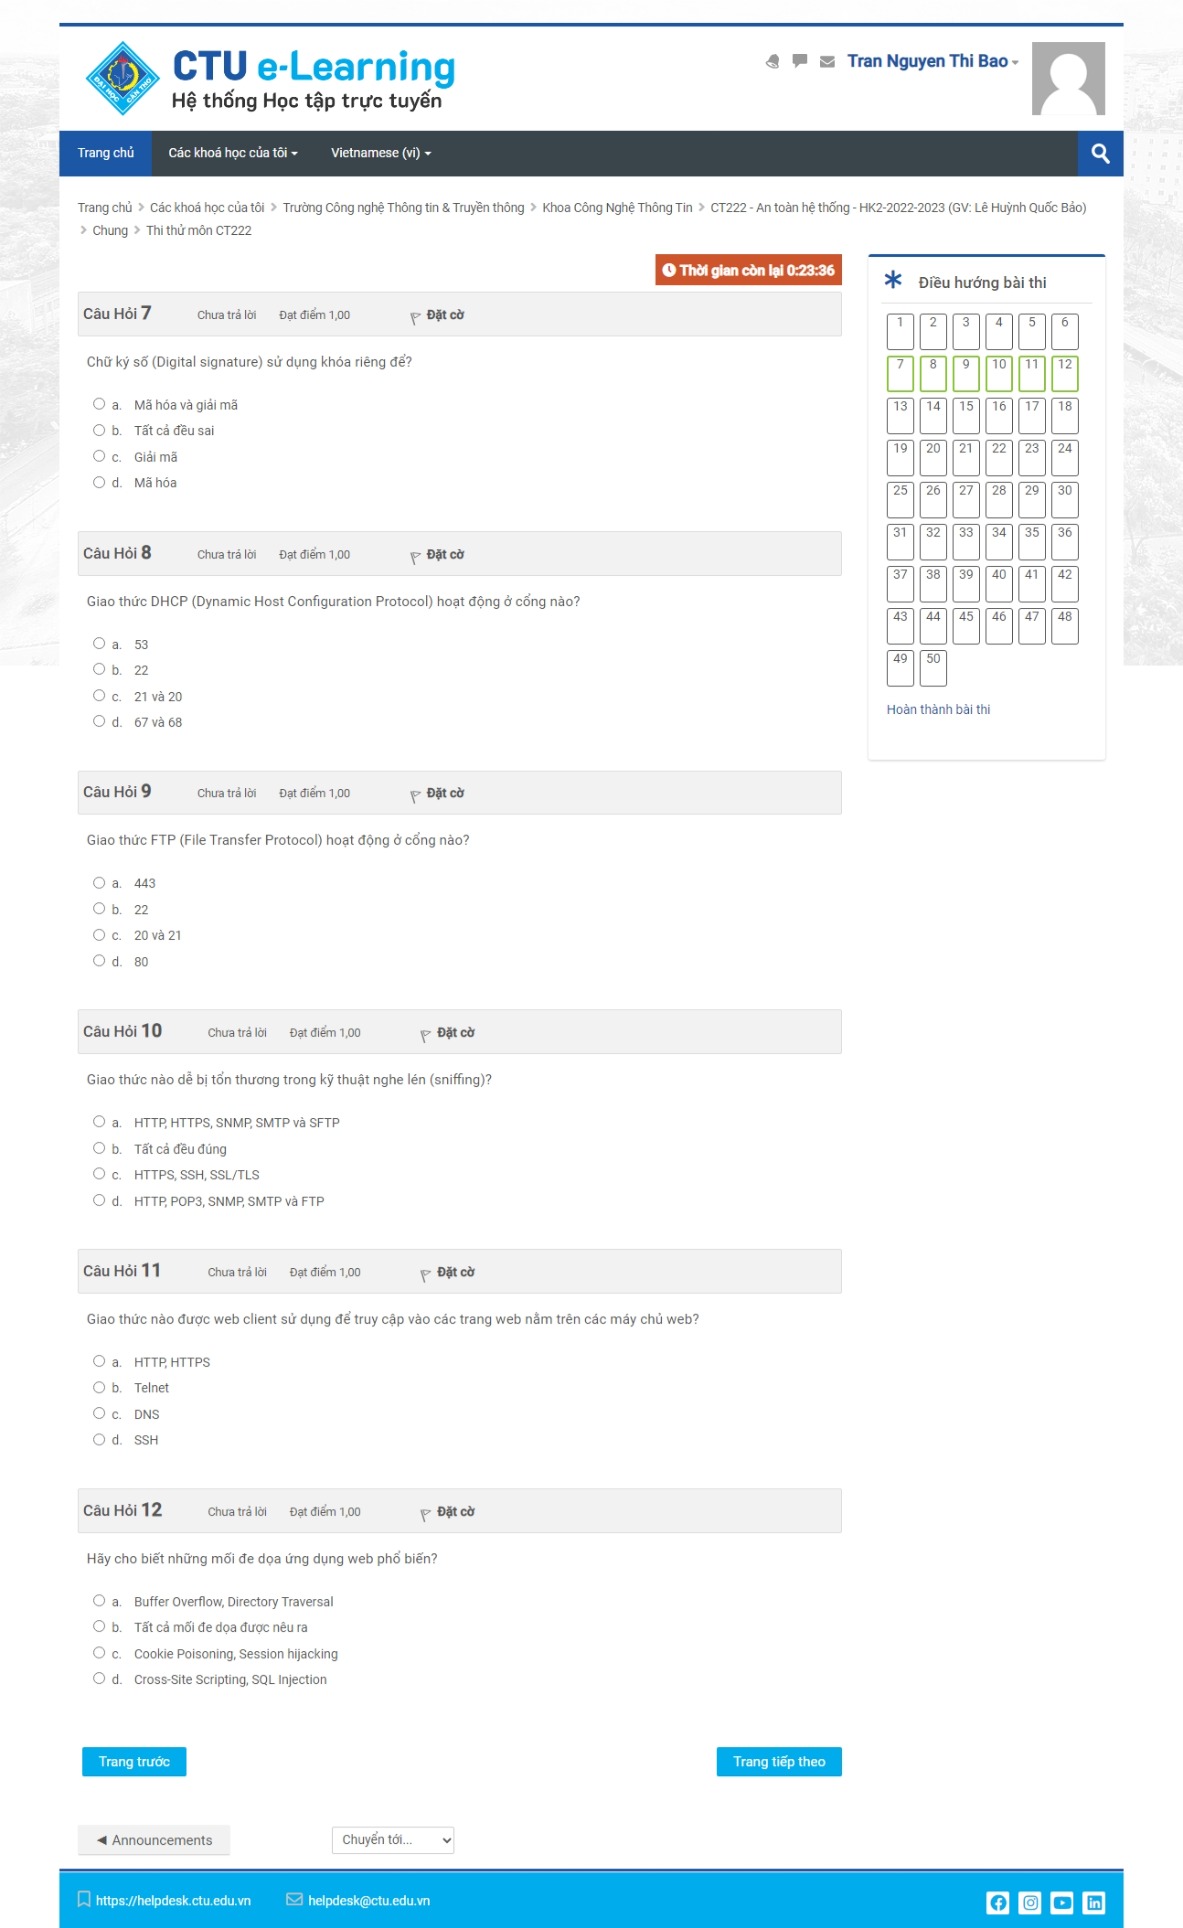 CTU e-Learning
Hệ thống Học tập trực tuyến
Tran Nguyen Thi Bao
Trang chủ Các khoá học của tôi Vietnamese (vi)
Trang chủ > Các khoá học của tôi > Trường Công nghệ Thông tin & Truyền thông > Khoa Công Nghệ Thông Tin > CT222 - An toàn hệ thống - HK2-2022-2023 (GV: Lê Huỳnh Quốc Bảo)
> Chung > Thi thử môn CT222
Thời gian còn lại 0:23:36
Câu Hỏi 7 Chưa trả lời Đạt điểm 1,00 Đặt cờ
Chữ ký số (Digital signature) sử dụng khóa riêng để?
a. Mã hóa và giải mã
b. Tất cả đều sai
c. Giải mã
d. Mã hóa
Câu Hỏi 8 Chưa trả lời Đạt điểm 1,00 Đặt cờ
Giao thức DHCP (Dynamic Host Configuration Protocol) hoạt động ở cổng nào?
a. 53
b. 22
c. 21 và 20
d. 67 và 68
Câu Hỏi 9 Chưa trả lời Đạt điểm 1,00 Đặt cờ
Giao thức FTP (File Transfer Protocol) hoạt động ở cổng nào?
a. 443
b. 22
c. 20 và 21
d. 80
Câu Hỏi 10 Chưa trả lời Đạt điểm 1,00 Đặt cờ
Giao thức nào dễ bị tổn thương trong kỹ thuật nghe lén (sniffing)?
a. HTTP, HTTPS, SNMP, SMTP và SFTP
b. Tất cả đều đúng
c. HTTPS, SSH, SSL/TLS
d. HTTP, POP3, SNMP, SMTP và FTP
Câu Hỏi 11 Chưa trả lời Đạt điểm 1,00 Đặt cờ
Giao thức nào được web client sử dụng để truy cập vào các trang web nằm trên các máy chủ web?
a. HTTP, HTTPS
b. Telnet
c. DNS
d. SSH
Câu Hỏi 12 Chưa trả lời Đạt điểm 1,00 Đặt cờ
Hãy cho biết những mối đe dọa ứng dụng web phổ biến?
a. Buffer Overflow, Directory Traversal
b. Tất cả mối đe dọa được nêu ra
c. Cookie Poisoning, Session hijacking
d. Cross-Site Scripting, SQL Injection
Trang trước Trang tiếp theo
◄ Announcements Chuyển tới...
Điều hướng bài thi
1 2 3 4 5 6
7 8 9 10 11 12
13 14 15 16 17 18
19 20 21 22 23 24
25 26 27 28 29 30
31 32 33 34 35 36
37 38 39 40 41 42
43 44 45 46 47 48
49 50
Hoàn thành bài thi
https://helpdesk.ctu.edu.vn helpdesk@ctu.edu.vn